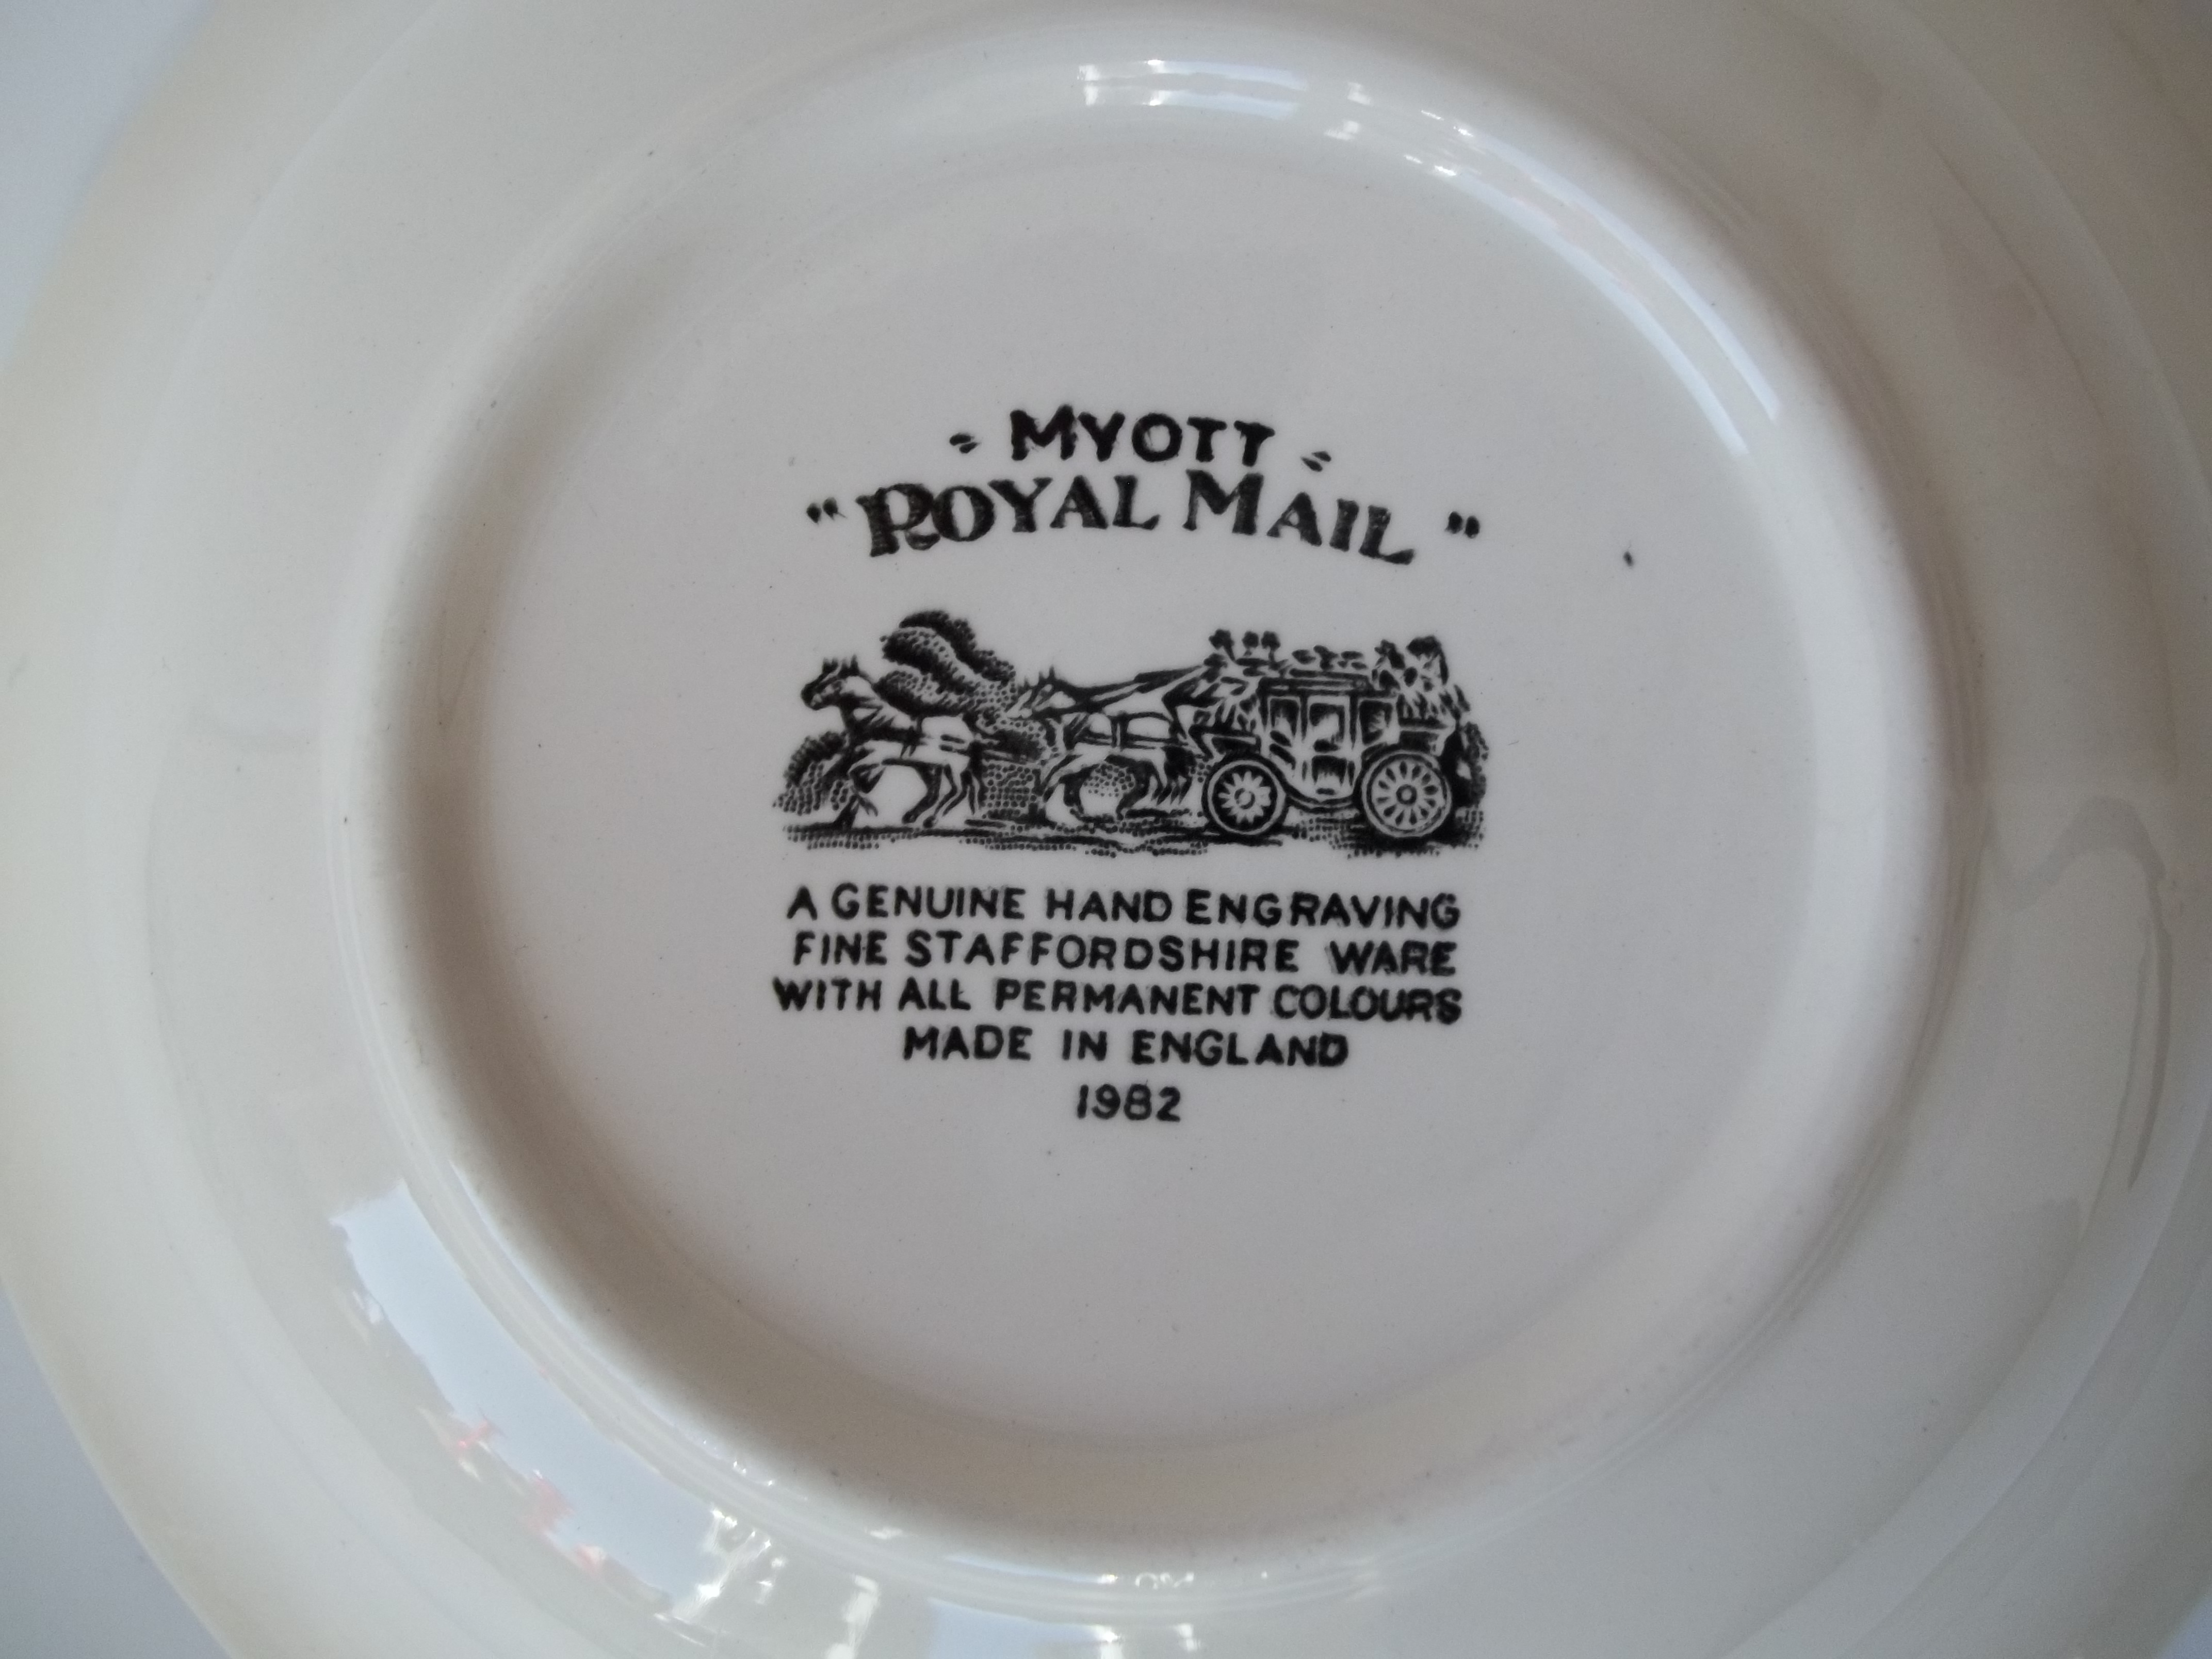 MYOTT
"ROYAL MAIL"
A GENUINE HAND ENGRAVING
FINE STAFFORDSHIRE WARE
WITH ALL PERMANENT COLOURS
MADE IN ENGLAND
1982